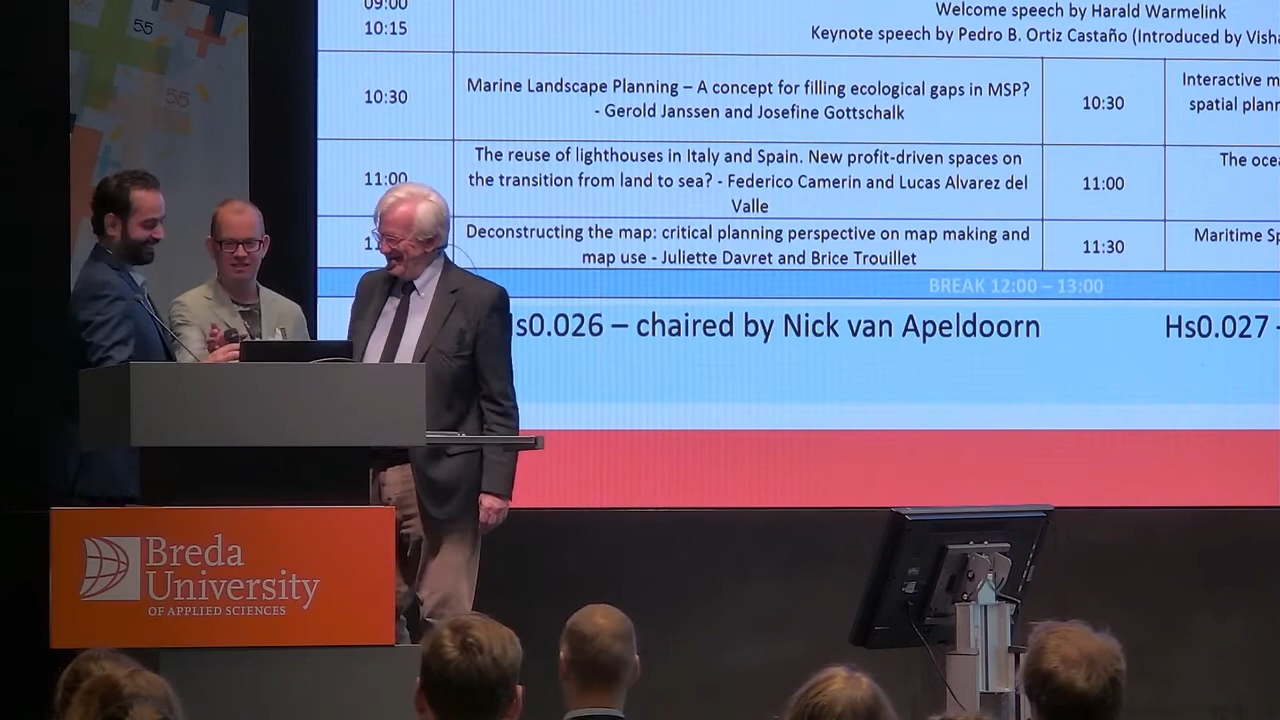 55
55
09:00
10:15
Welcome speech by Harald Warmelink
Keynote speech by Pedro B. Ortiz Castaño (Introduced by
10:30
Marine Landscape Planning – A concept for filling ecological gaps in MSP?
- Gerold Janssen and Josefine Gottschalk
10:30
Interactive
spatial
11:00
The reuse of lighthouses in Italy and Spain. New profit-driven spaces on
the transition from land to sea? - Federico Camerin and Lucas Alvarez del
Valle
11:00
The
Deconstructing the map: critical planning perspective on map making and
map use - Juliette Davret and Brice Trouillet
11:30
Maritime
BREAK 12:00 – 13:00
Hs0.026 – chaired by Nick van Apeldoorn
Hs0.027 -
Breda
University
OF APPLIED SCIENCES